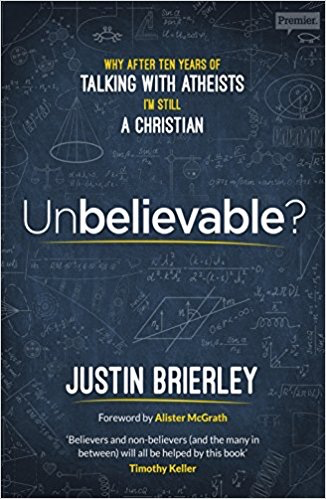 Premier.
WHY AFTER TEN YEARS OF
TALKING WITH ATHEISTS
I'M STILL
A CHRISTIAN
Unbelievable?
JUSTIN BRIERLEY
Foreword by Alister McGrath
‘Believers and non-believers (and the many in
between) will all be helped by this book’
Timothy Keller